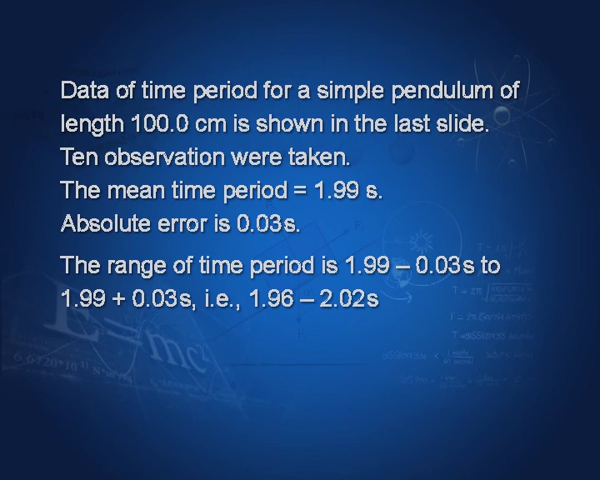 Data of time period for a simple pendulum of
length 100.0 cm is shown in the last slide.
Ten observation were taken.
The mean time period = 1.99 s.
Absolute error is 0.03s.
The range of time period is 1.99 – 0.03s to
1.99 + 0.03s, i.e., 1.96 – 2.02s
E=mc²